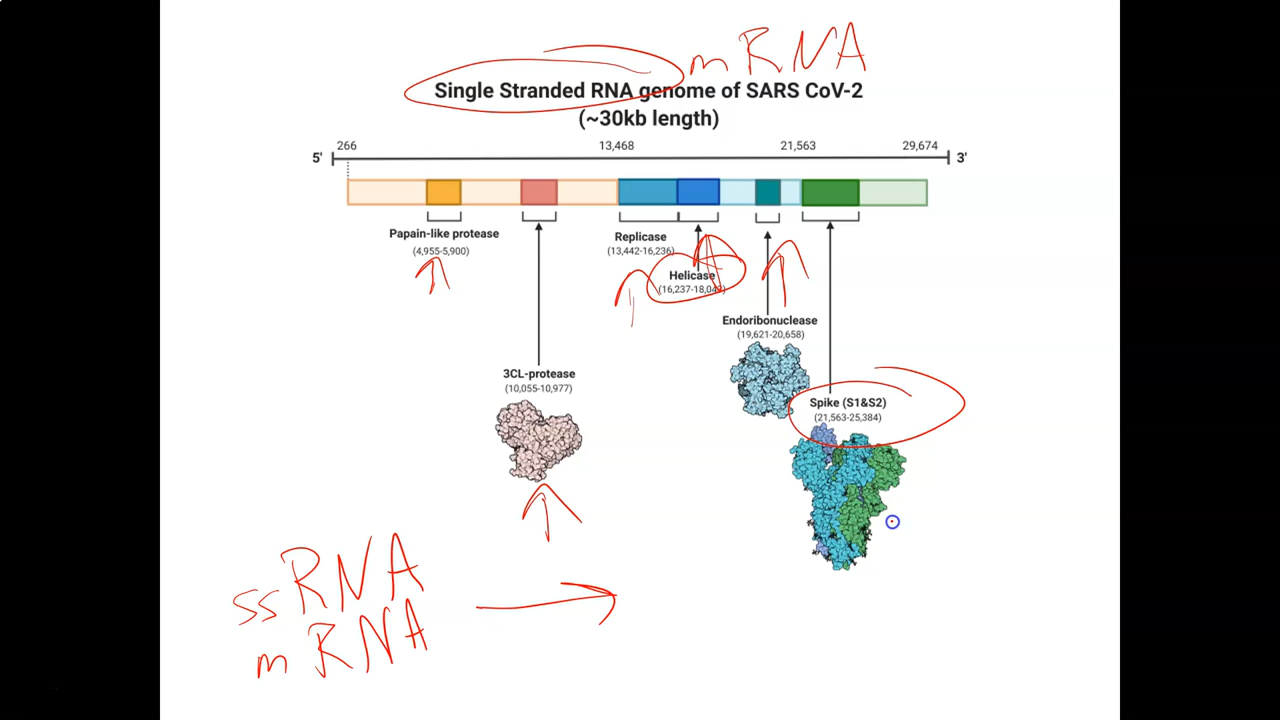 mRNA
Single Stranded RNA genome of SARS CoV-2
(~30kb length)
266 13,468 21,563 29,674
5' 3'
Papain-like protease
(4,955-5,900)
Replicase
(13,442-16,236)
Helicase
Endoribonuclease
(19,621-20,658)
3CL-protease
(10,055-10,977)
Spike (S1&S2)
(21,563-25,384)
ssRNA
mRNA